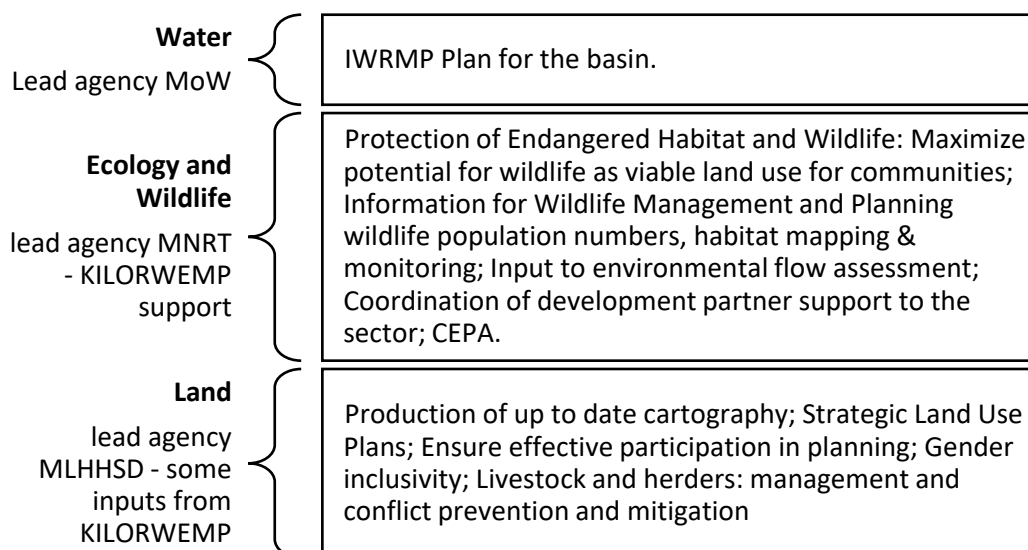 Water
Lead agency MoW
IWRMP Plan for the basin.
Ecology and
Wildlife
lead agency MNRT
- KILORWEMP
support
Protection of Endangered Habitat and Wildlife: Maximize
potential for wildlife as viable land use for communities;
Information for Wildlife Management and Planning
wildlife population numbers, habitat mapping &
monitoring; Input to environmental flow assessment;
Coordination of development partner support to the
sector; CEPA.
Land
lead agency
MLHHSD - some
inputs from
KILORWEMP
Production of up to date cartography; Strategic Land Use
Plans; Ensure effective participation in planning; Gender
inclusivity; Livestock and herders: management and
conflict prevention and mitigation